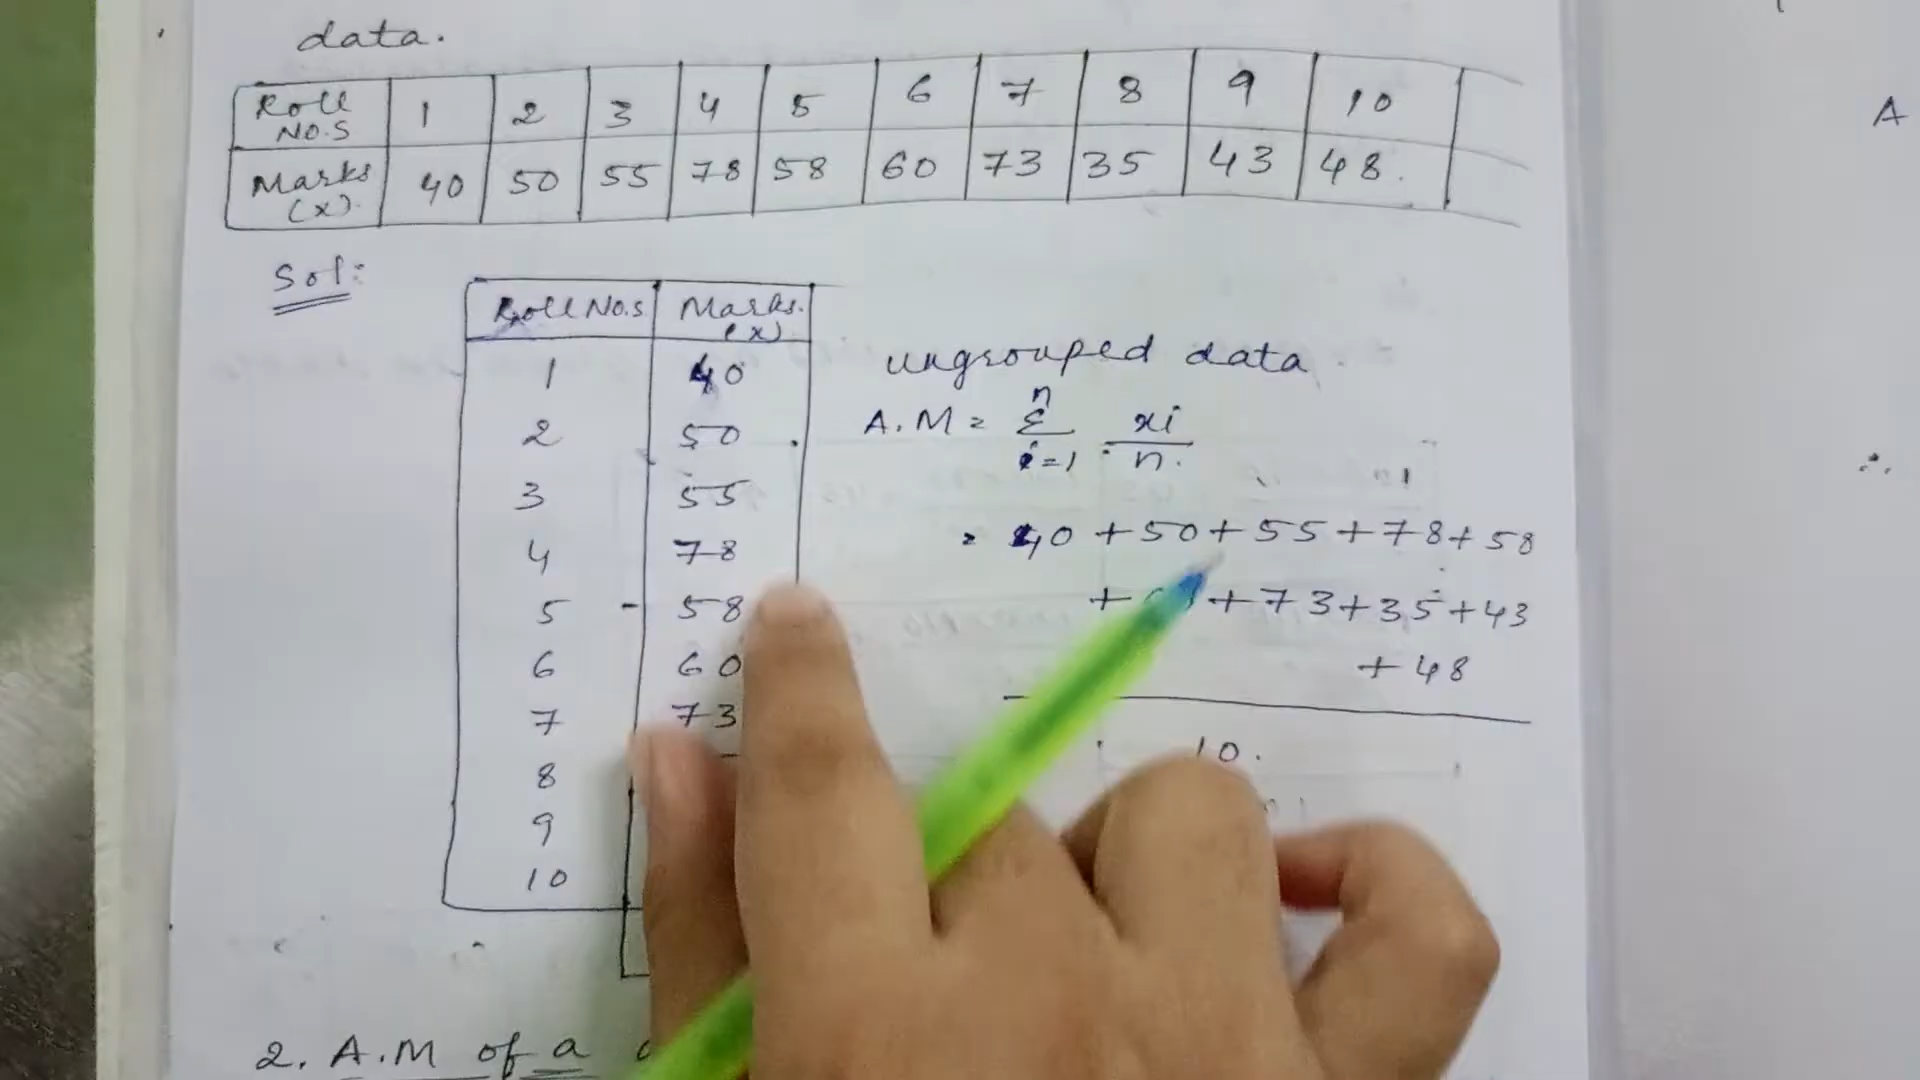 data.
Roll No.s 1 2 3 4 5 6 7 8 9 10
Marks (x). 40 50 55 78 58 60 73 35 43 48.
Sol:
Roll No.s Marks. (x)
1 40
2 50
3 55
4 78
5 58
6 60
7 73
8
9
10
ungrouped data.
A.M = n Σ i=1 xi / n.
= 40 + 50 + 55 + 78 + 58
+ + 73 + 35 + 43
+ 48
10.
2. A.M of a
A
∴